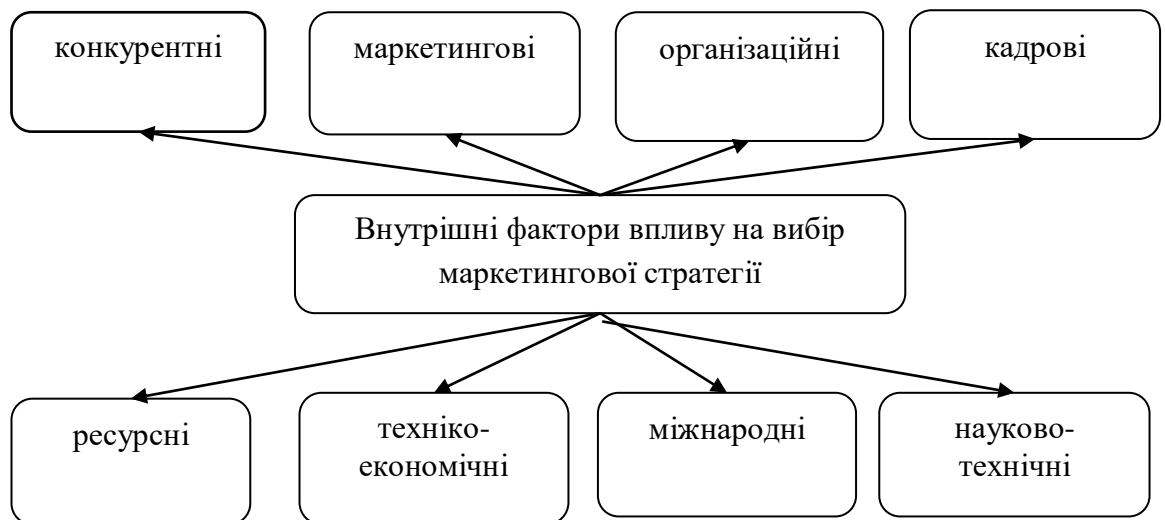 конкурентні
маркетингові
організаційні
кадрові
Внутрішні фактори впливу на вибір
маркетингової стратегії
ресурсні
техніко-
економічні
міжнародні
науково-
технічні